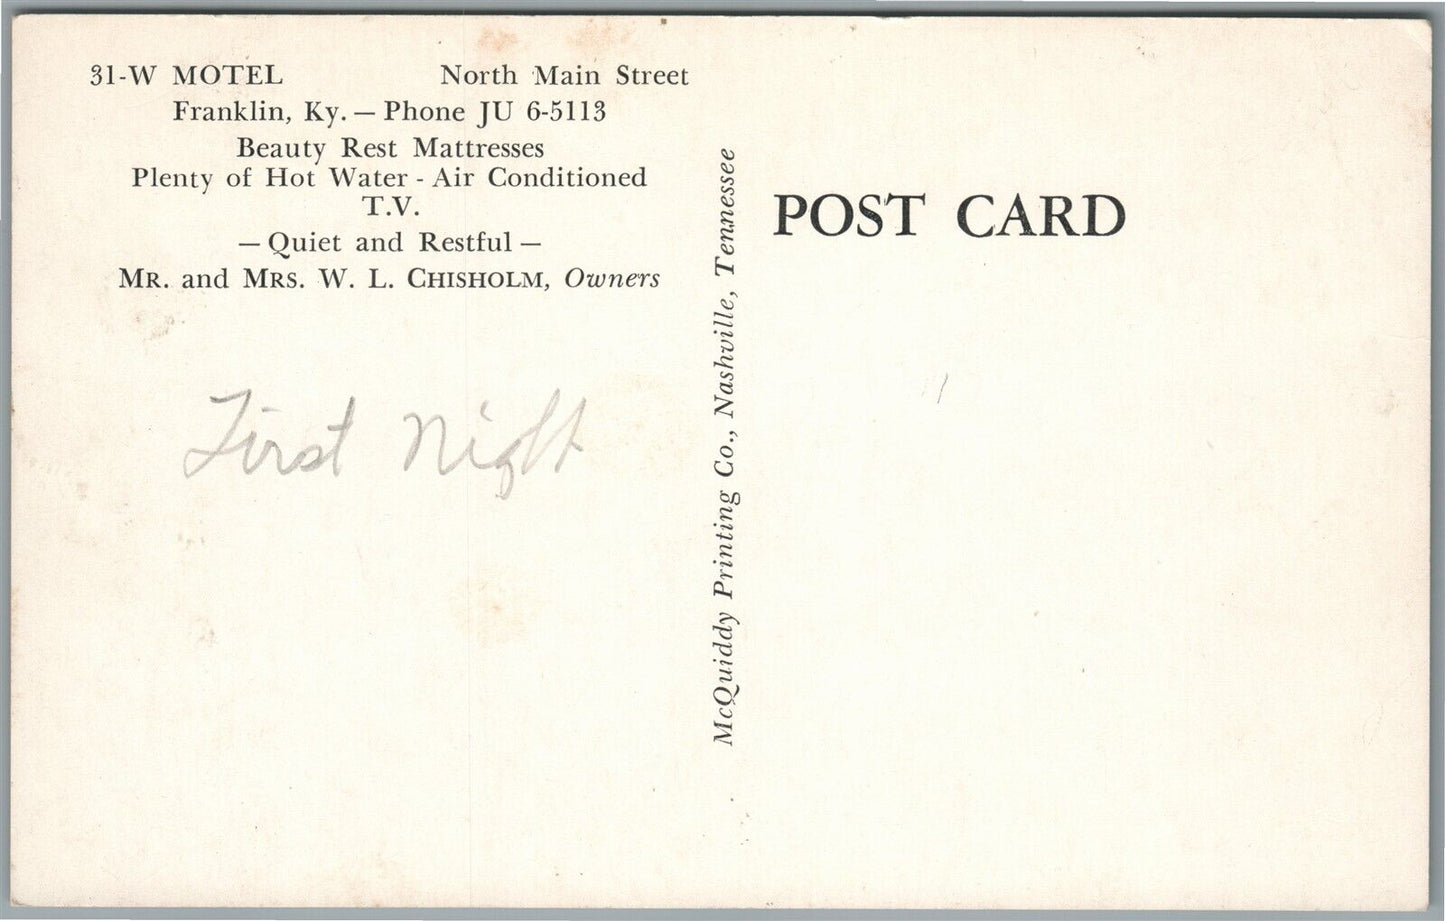 31-W MOTEL North Main Street
Franklin, Ky. — Phone JU 6-5113
Beauty Rest Mattresses
Plenty of Hot Water - Air Conditioned
T.V.
— Quiet and Restful —
MR. and MRS. W. L. CHISHOLM, Owners
First Night
McQuiddy Printing Co., Nashville, Tennessee
POST CARD